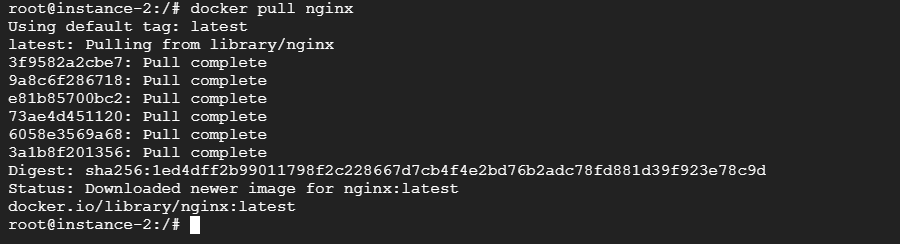 root@instance-2:/# docker pull nginx
Using default tag: latest
latest: Pulling from library/nginx
3f9582a2cbe7: Pull complete
9a8c6f286718: Pull complete
e81b85700bc2: Pull complete
73ae4d451120: Pull complete
6058e3569a68: Pull complete
3a1b8f201356: Pull complete
Digest: sha256:1ed4dff2b99011798f2c228667d7cb4f4e2bd76b2adc78fd881d39f923e78c9d
Status: Downloaded newer image for nginx:latest
docker.io/library/nginx:latest
root@instance-2:/#